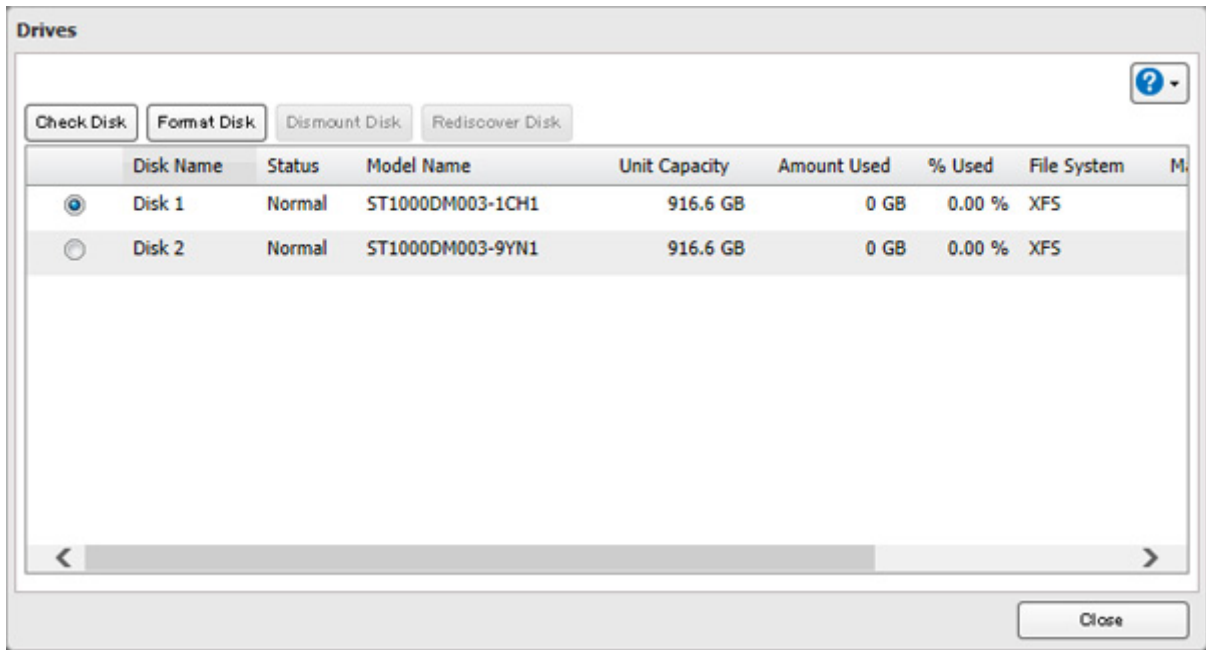 Drives
?
Check Disk Format Disk Dismount Disk Rediscover Disk
Disk Name Status Model Name Unit Capacity Amount Used % Used File System Ma
Disk 1 Normal ST1000DM003-1CH1 916.6 GB 0 GB 0.00 % XFS
Disk 2 Normal ST1000DM003-9YN1 916.6 GB 0 GB 0.00 % XFS
Close